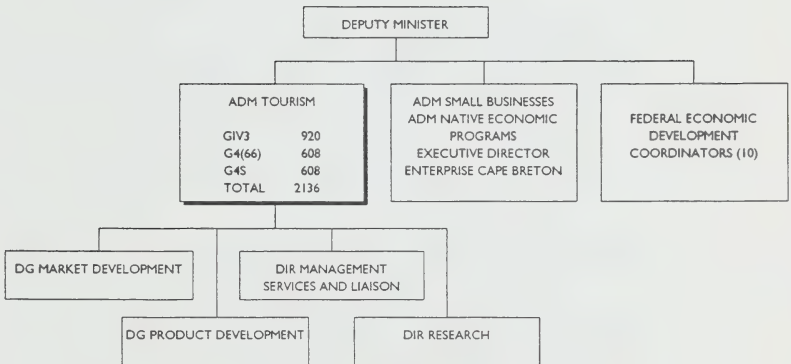 DEPUTY MINISTER
ADM TOURISM
GIV3 920
G4(66) 608
G4S 608
TOTAL 2136
ADM SMALL BUSINESSES
ADM NATIVE ECONOMIC
PROGRAMS
EXECUTIVE DIRECTOR
ENTERPRISE CAPE BRETON
FEDERAL ECONOMIC
DEVELOPMENT
COORDINATORS (10)
DG MARKET DEVELOPMENT
DIR MANAGEMENT
SERVICES AND LIAISON
DG PRODUCT DEVELOPMENT
DIR RESEARCH